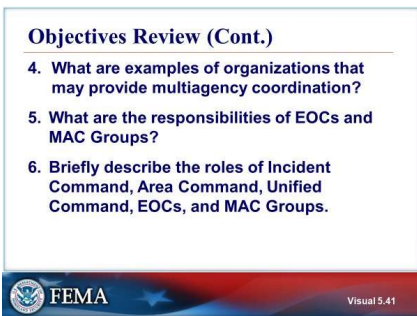 Objectives Review (Cont.)
4. What are examples of organizations that
may provide multiagency coordination?
5. What are the responsibilities of EOCs and
MAC Groups?
6. Briefly describe the roles of Incident
Command, Area Command, Unified
Command, EOCs, and MAC Groups.
FEMA
Visual 5.41